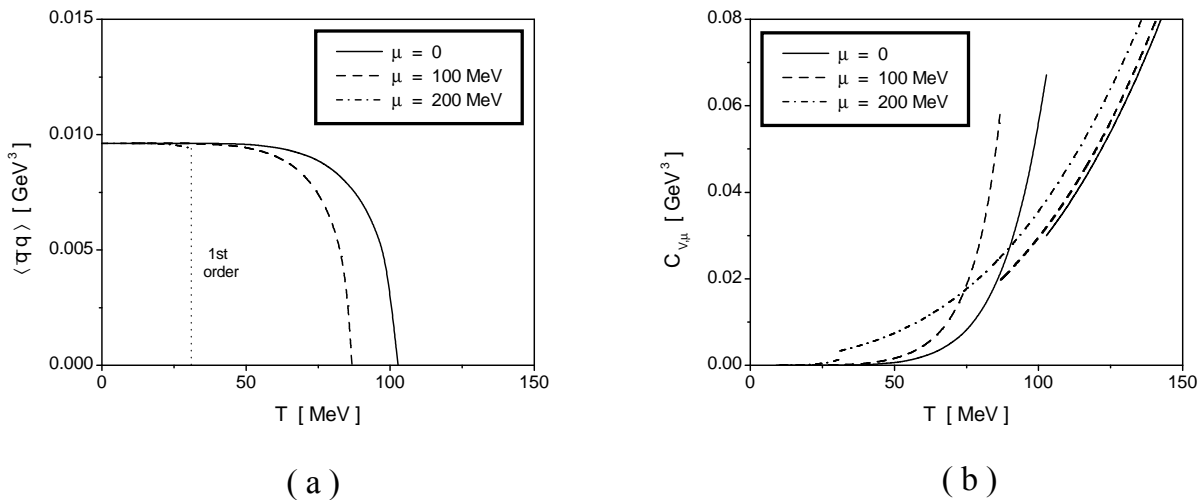 0.015
0.010
0.005
0.000
⟨ q̄ q ⟩ [ GeV³ ]
μ = 0
μ = 100 MeV
μ = 200 MeV
1st
order
0 50 100 150
T [ MeV ]
( a )
0.08
0.06
0.04
0.02
0.00
C_V,μ [ GeV³ ]
μ = 0
μ = 100 MeV
μ = 200 MeV
0 50 100 150
T [ MeV ]
( b )